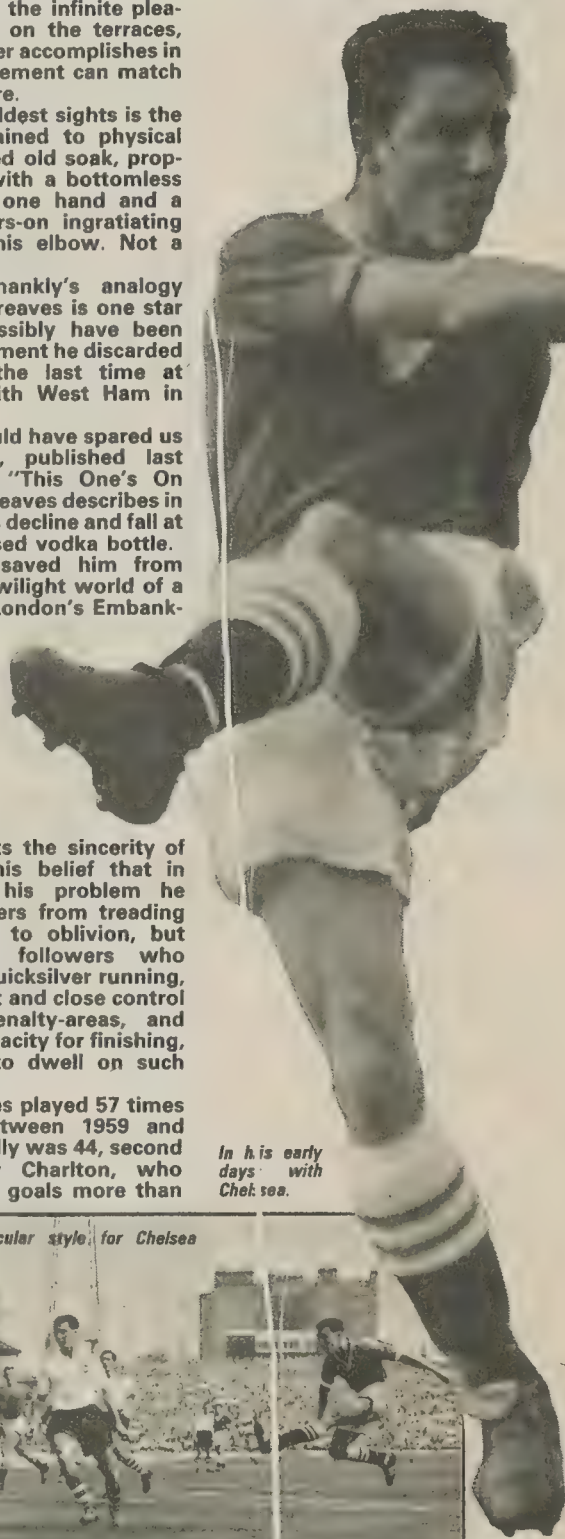 the infinite plea-
on the terraces,
er accomplishes in
ement can match
re.
ldest sights is the
ained to physical
ed old soak, prop-
with a bottomless
one hand and a
rs-on ingratiating
his elbow. Not a
hankly's analogy
reaves is one star
ssibly have been
ment he discarded
the last time at
ith West Ham in
uld have spared us
, published last
"This One's On
eaves describes in
s decline and fall at
sed vodka bottle.
saved him from
wilight world of a
London's Embank-
ts the sincerity of
his belief that in
his problem he
ers from treading
to oblivion, but
followers who
uicksilver running,
t and close control
enalty-areas, and
acity for finishing,
to dwell on such
es played 57 times
tween 1959 and
lly was 44, second
y Charlton, who
goals more than
In his early
days with
Chelsea.
cular style for Chelsea